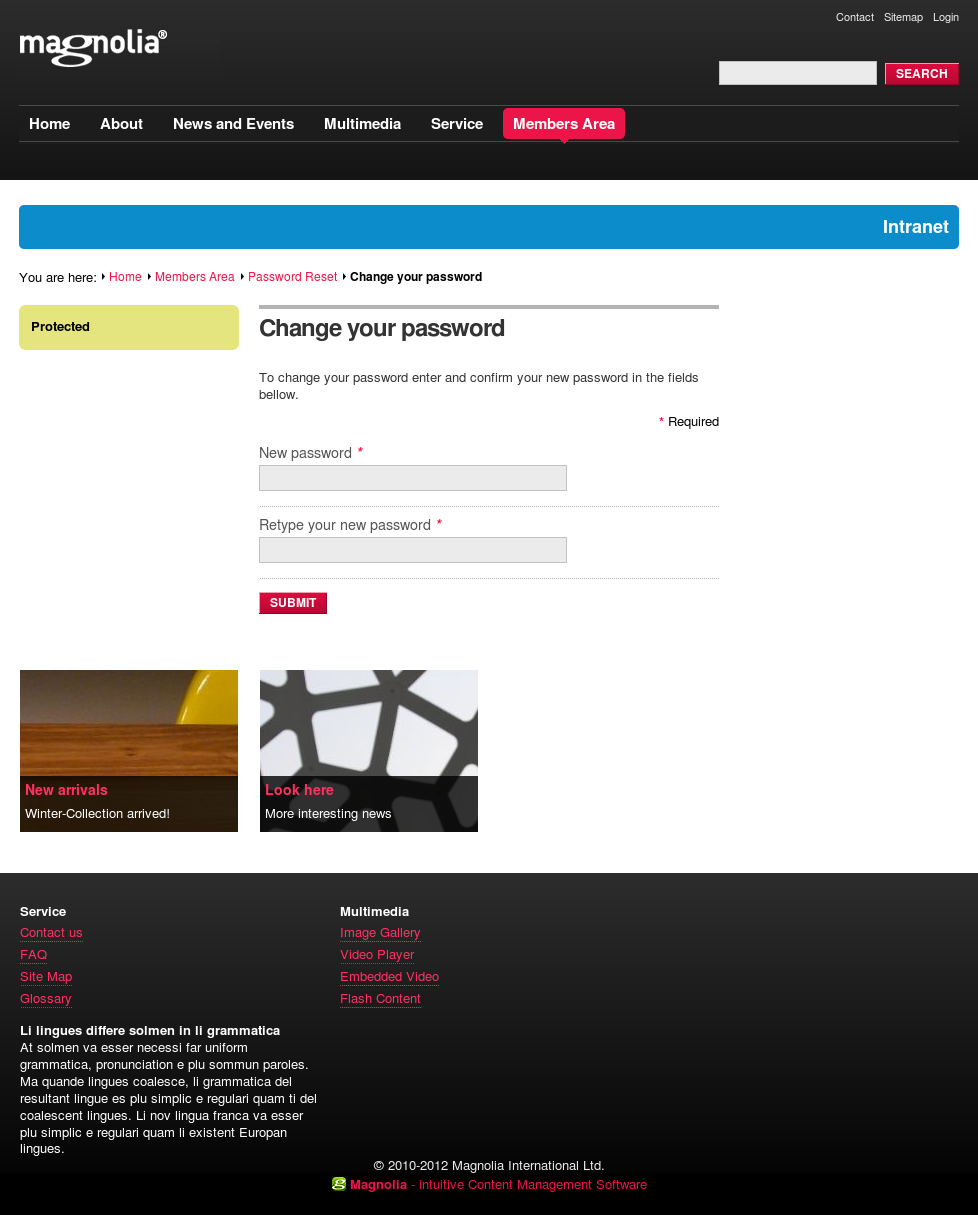 Contact Sitemap Login
magnolia®
SEARCH
Home About News and Events Multimedia Service Members Area
Intranet
You are here: Home Members Area Password Reset Change your password
Protected
Change your password
To change your password enter and confirm your new password in the fields
bellow.
* Required
New password *
Retype your new password *
SUBMIT
New arrivals
Winter-Collection arrived!
Look here
More interesting news
Service
Contact us
FAQ
Site Map
Glossary
Multimedia
Image Gallery
Video Player
Embedded Video
Flash Content
Li lingues differe solmen in li grammatica
At solmen va esser necessi far uniform
grammatica, pronunciation e plu sommun paroles.
Ma quande lingues coalesce, li grammatica del
resultant lingue es plu simplic e regulari quam ti del
coalescent lingues. Li nov lingua franca va esser
plu simplic e regulari quam li existent Europan
lingues.
© 2010-2012 Magnolia International Ltd.
Magnolia - Intuitive Content Management Software